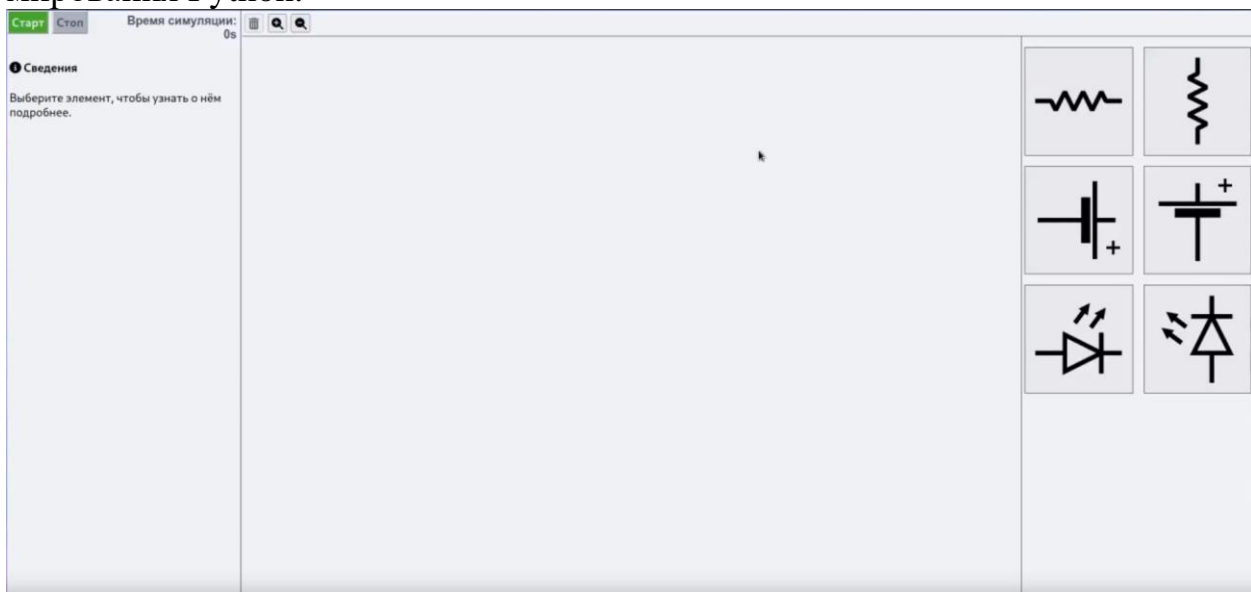 Старт Стоп Время симуляции:
0s
Сведения
Выберите элемент, чтобы узнать о нём
подробнее.
+ +